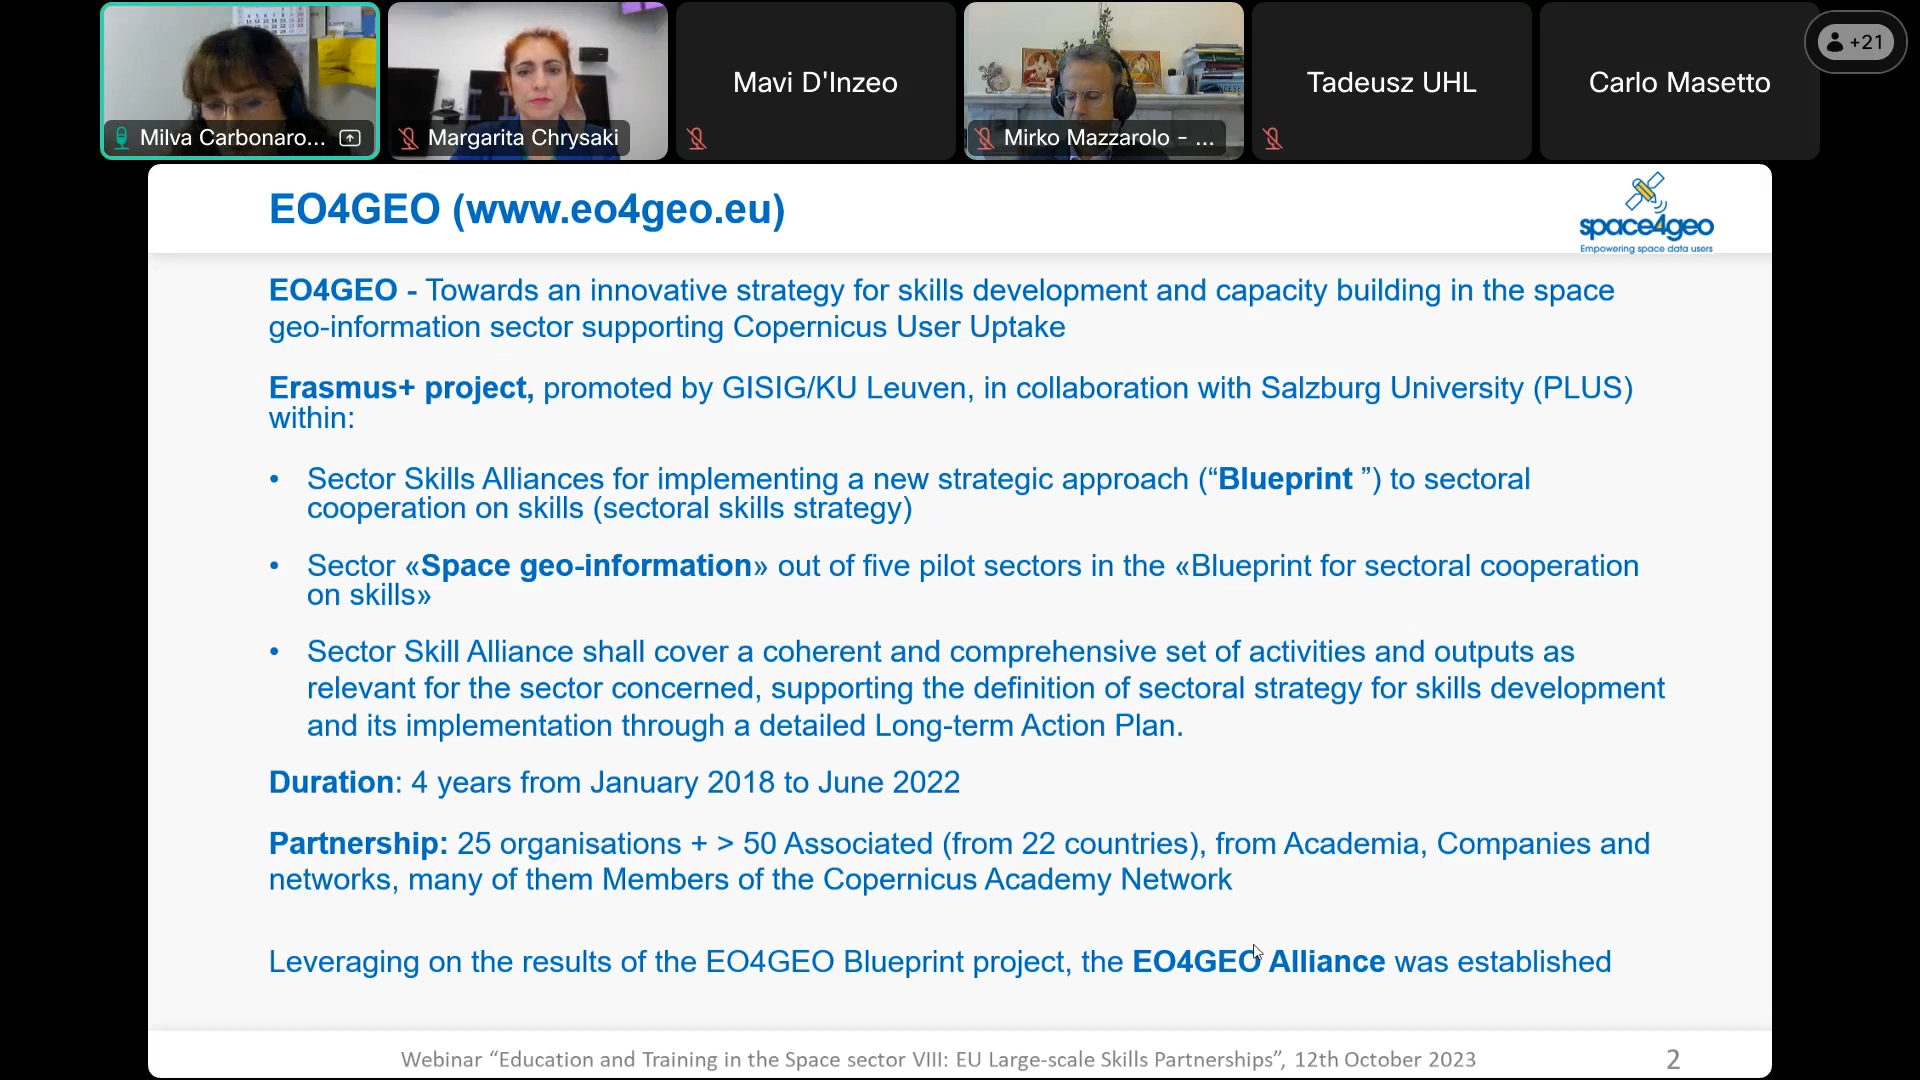 Milva Carbonaro...
Margarita Chrysaki
Mavi D'Inzeo
Mirko Mazzarolo - ...
Tadeusz UHL
Carlo Masetto
+21
EO4GEO (www.eo4geo.eu)
space4geo
Empowering space data users
EO4GEO - Towards an innovative strategy for skills development and capacity building in the space
geo-information sector supporting Copernicus User Uptake
Erasmus+ project, promoted by GISIG/KU Leuven, in collaboration with Salzburg University (PLUS)
within:
• Sector Skills Alliances for implementing a new strategic approach (“Blueprint ”) to sectoral
cooperation on skills (sectoral skills strategy)
• Sector «Space geo-information» out of five pilot sectors in the «Blueprint for sectoral cooperation
on skills»
• Sector Skill Alliance shall cover a coherent and comprehensive set of activities and outputs as
relevant for the sector concerned, supporting the definition of sectoral strategy for skills development
and its implementation through a detailed Long-term Action Plan.
Duration: 4 years from January 2018 to June 2022
Partnership: 25 organisations + > 50 Associated (from 22 countries), from Academia, Companies and
networks, many of them Members of the Copernicus Academy Network
Leveraging on the results of the EO4GEO Blueprint project, the EO4GEO Alliance was established
Webinar “Education and Training in the Space sector VIII: EU Large-scale Skills Partnerships”, 12th October 2023
2